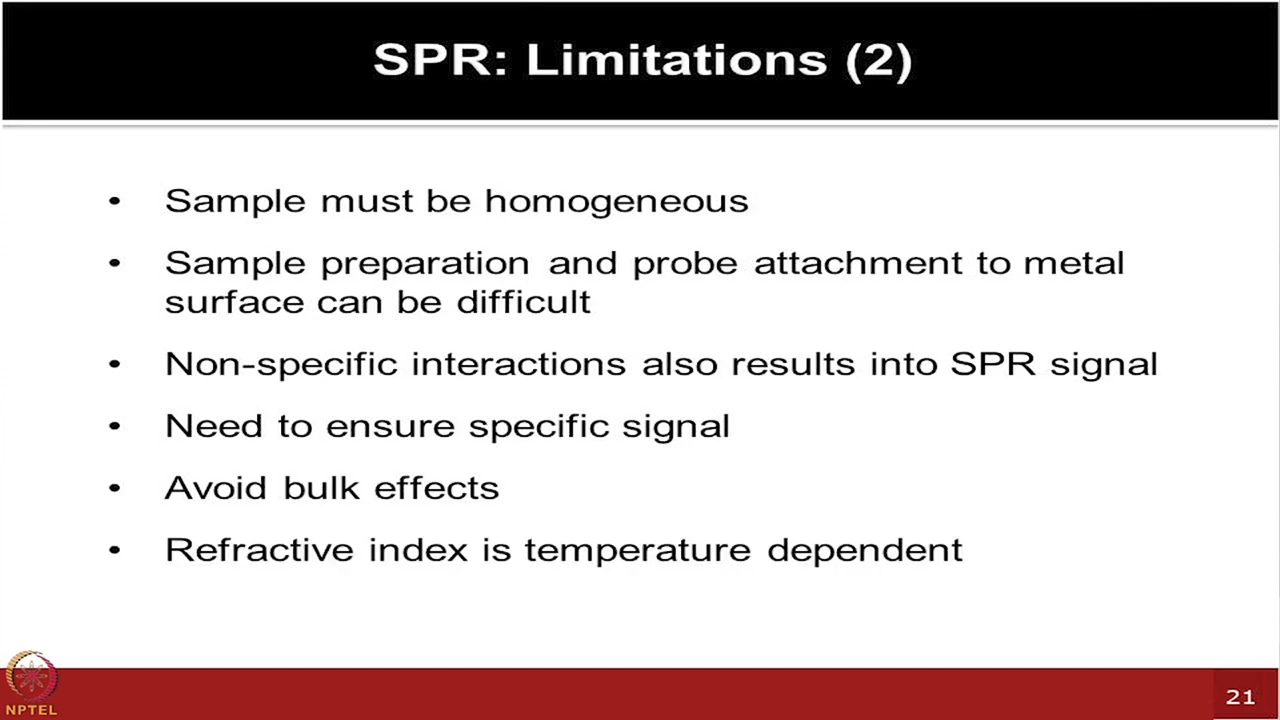 SPR: Limitations (2)
• Sample must be homogeneous
• Sample preparation and probe attachment to metal
surface can be difficult
• Non-specific interactions also results into SPR signal
• Need to ensure specific signal
• Avoid bulk effects
• Refractive index is temperature dependent
NPTEL
21